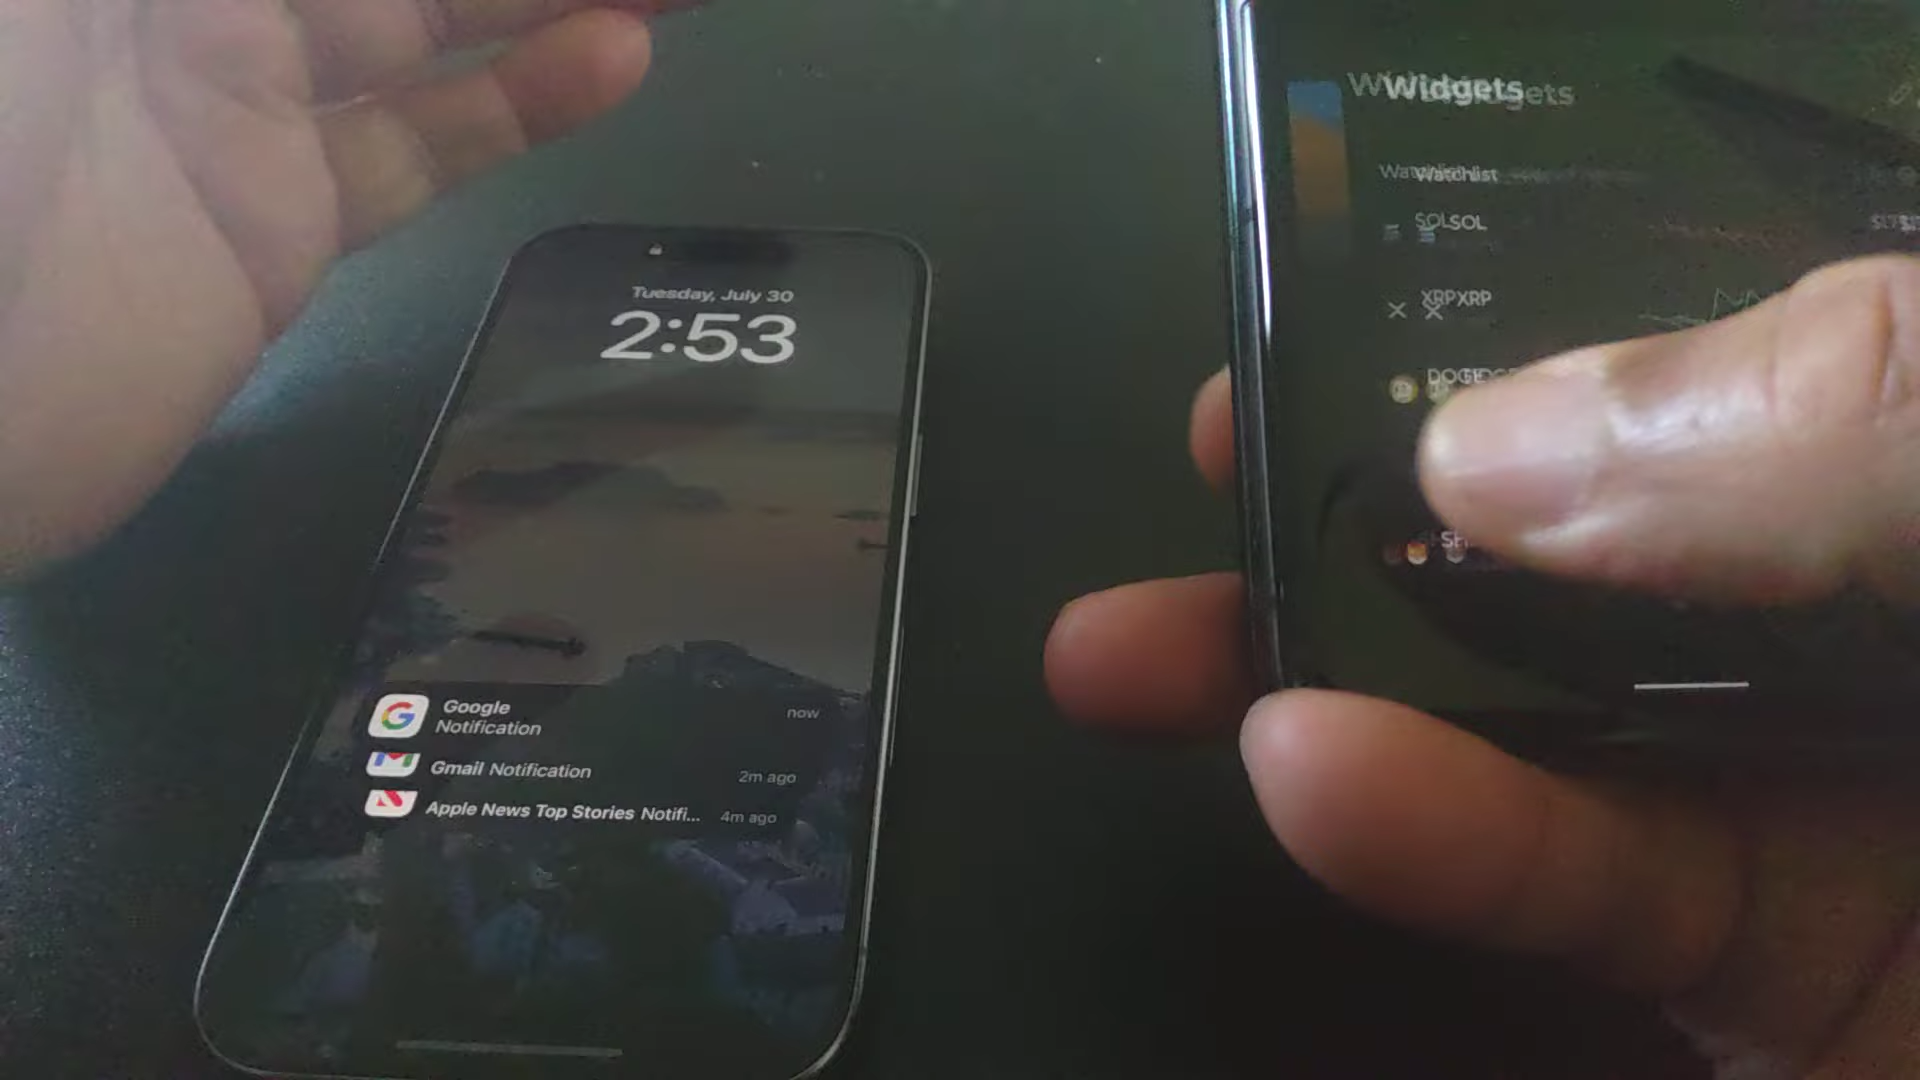 Tuesday, July 30
2:53
Google
now
Notification
Gmail Notification
2m ago
Apple News Top Stories Notifi...
4m ago
Widgets
Watchlist
SOL
XRP
DOGE